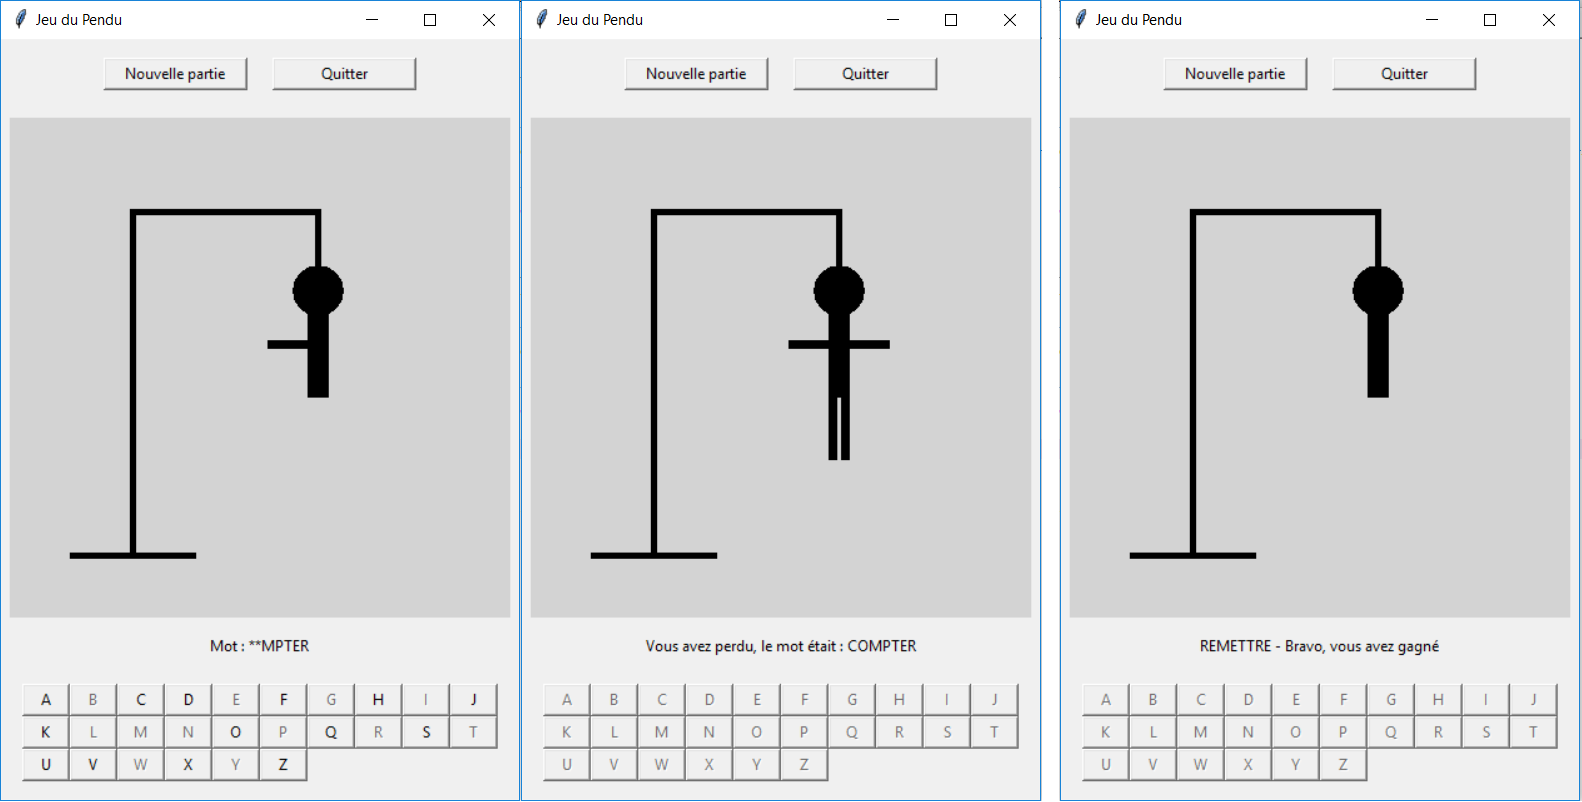 Jeu du Pendu
Nouvelle partie Quitter
Mot : **MPTER
A B C D E F G H I J
K L M N O P Q R S T
U V W X Y Z
Jeu du Pendu
Nouvelle partie Quitter
Vous avez perdu, le mot était : COMPTER
A B C D E F G H I J
K L M N O P Q R S T
U V W X Y Z
Jeu du Pendu
Nouvelle partie Quitter
REMETTRE - Bravo, vous avez gagné
A B C D E F G H I J
K L M N O P Q R S T
U V W X Y Z